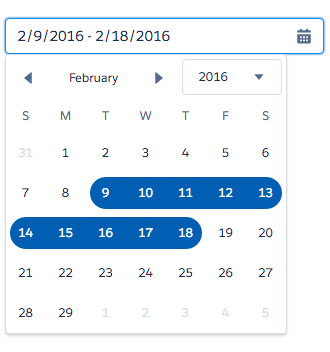 2/9/2016 - 2/18/2016
February 2016
S M T W T F S
31 1 2 3 4 5 6
7 8 9 10 11 12 13
14 15 16 17 18 19 20
21 22 23 24 25 26 27
28 29 1 2 3 4 5